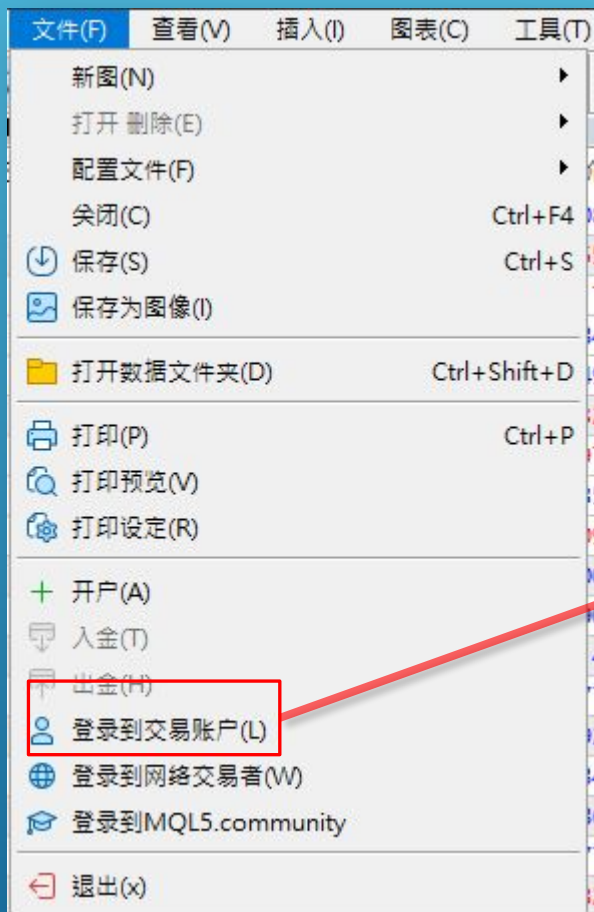 文件(F) 查看(V) 插入(I) 图表(C) 工具(T)
新图(N)
打开 删除(E)
配置文件(F)
关闭(C) Ctrl+F4
保存(S) Ctrl+S
保存为图像(I)
打开数据文件夹(D) Ctrl+Shift+D
打印(P) Ctrl+P
打印预览(V)
打印设定(R)
开户(A)
入金(T)
出金(H)
登录到交易账户(L)
登录到网络交易者(W)
登录到MQL5.community
退出(x)